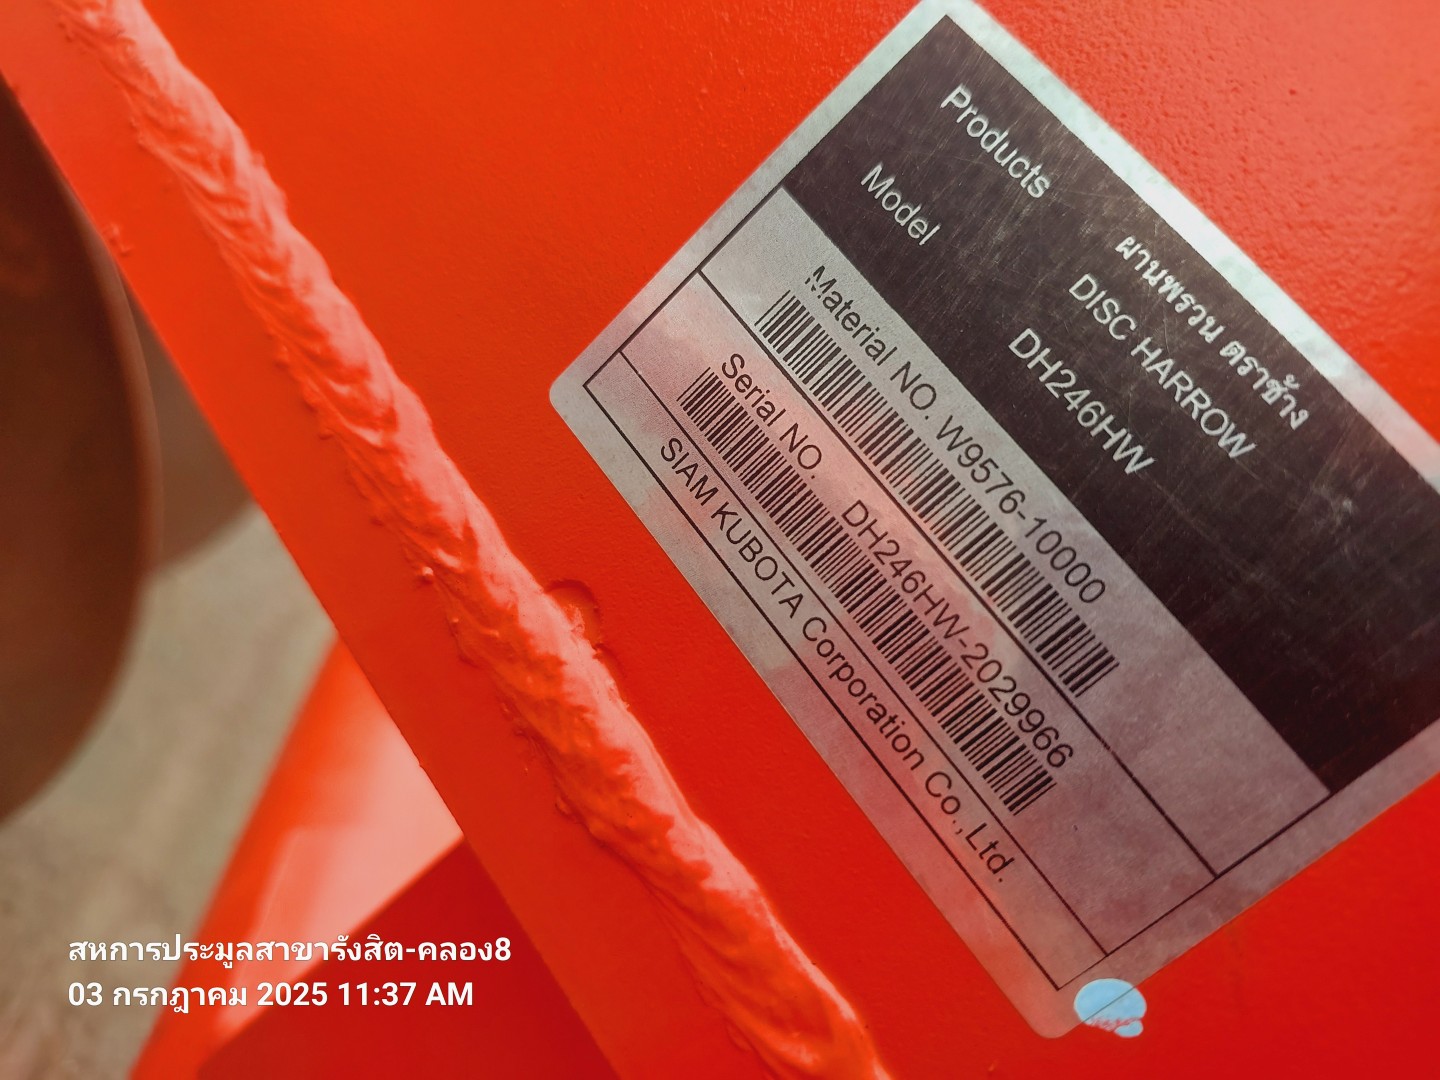 Products ผานพรวน ตราช้าง
DISC HARROW
Model DH246HW
Material NO. W9576-10000
Serial NO. DH246HW-2029966
SIAM KUBOTA Corporation Co.,Ltd.
สหการประมูลสาขารังสิต-คลอง8
03 กรกฎาคม 2025 11:37 AM